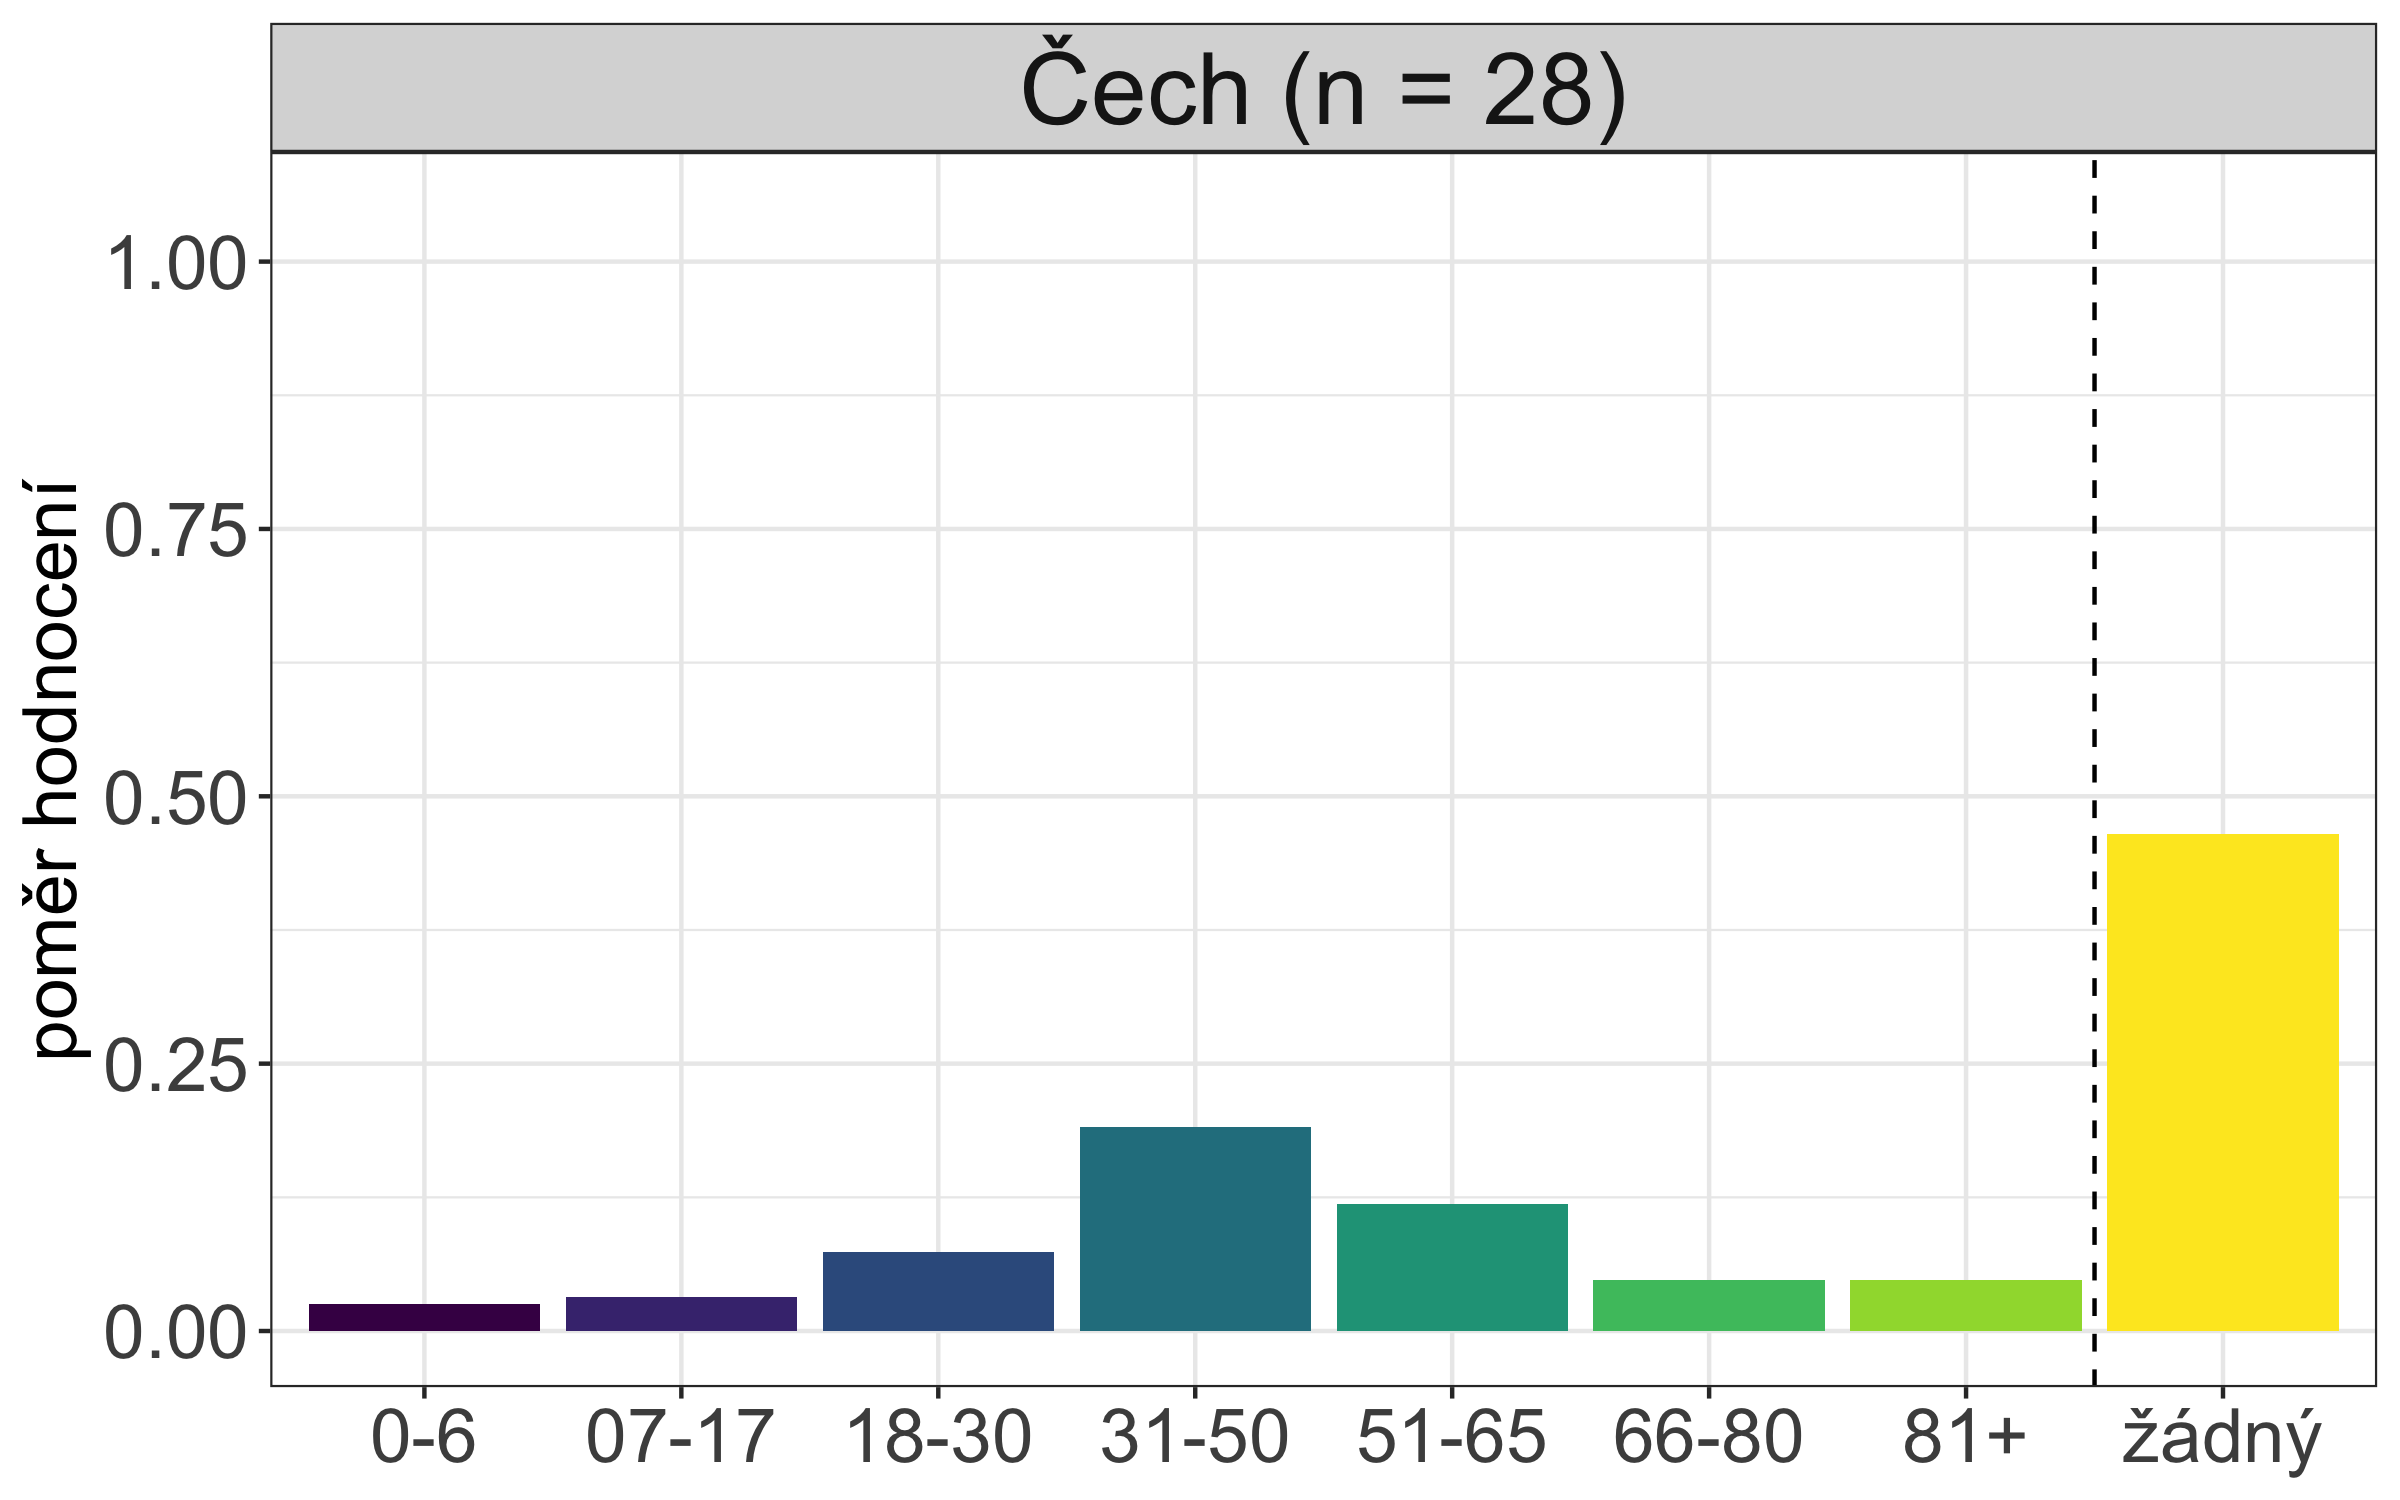 Čech (n = 28)
poměr hodnocení
1.00
0.75
0.50
0.25
0.00
0-6 07-17 18-30 31-50 51-65 66-80 81+ žádný